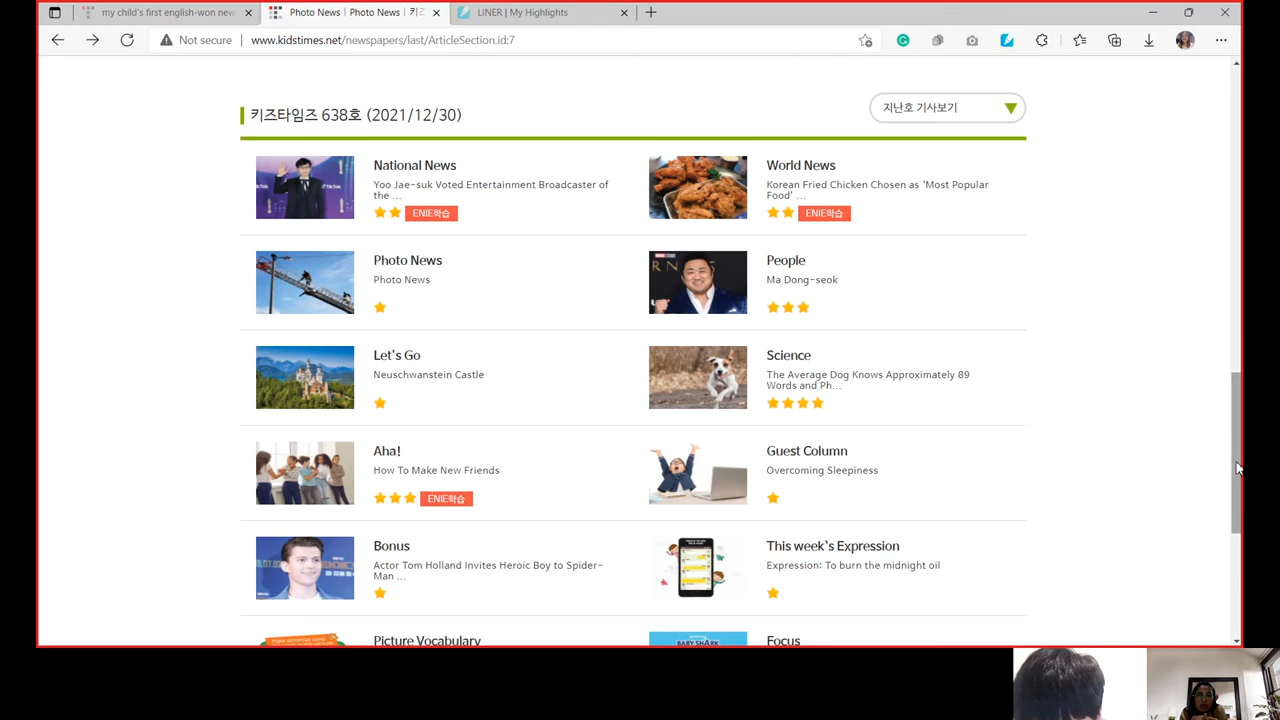 my child's first english-won new
Photo News | Photo News | 키즈
LINER | My Highlights
Not secure
www.kidstimes.net/newspapers/last/ArticleSection.id:7
키즈타임즈 638호 (2021/12/30)
지난호 기사보기
National News
Yoo Jae-suk Voted Entertainment Broadcaster of
the ...
ENIE학습
World News
Korean Fried Chicken Chosen as ‘Most Popular
Food’ ...
ENIE학습
Photo News
Photo News
People
Ma Dong-seok
Let's Go
Neuschwanstein Castle
Science
The Average Dog Knows Approximately 89
Words and Ph...
Aha!
How To Make New Friends
ENIE학습
Guest Column
Overcoming Sleepiness
Bonus
Actor Tom Holland Invites Heroic Boy to Spider-
Man ...
This week`s Expression
Expression: To burn the midnight oil
Picture Vocabulary
Focus
BABY SHARK